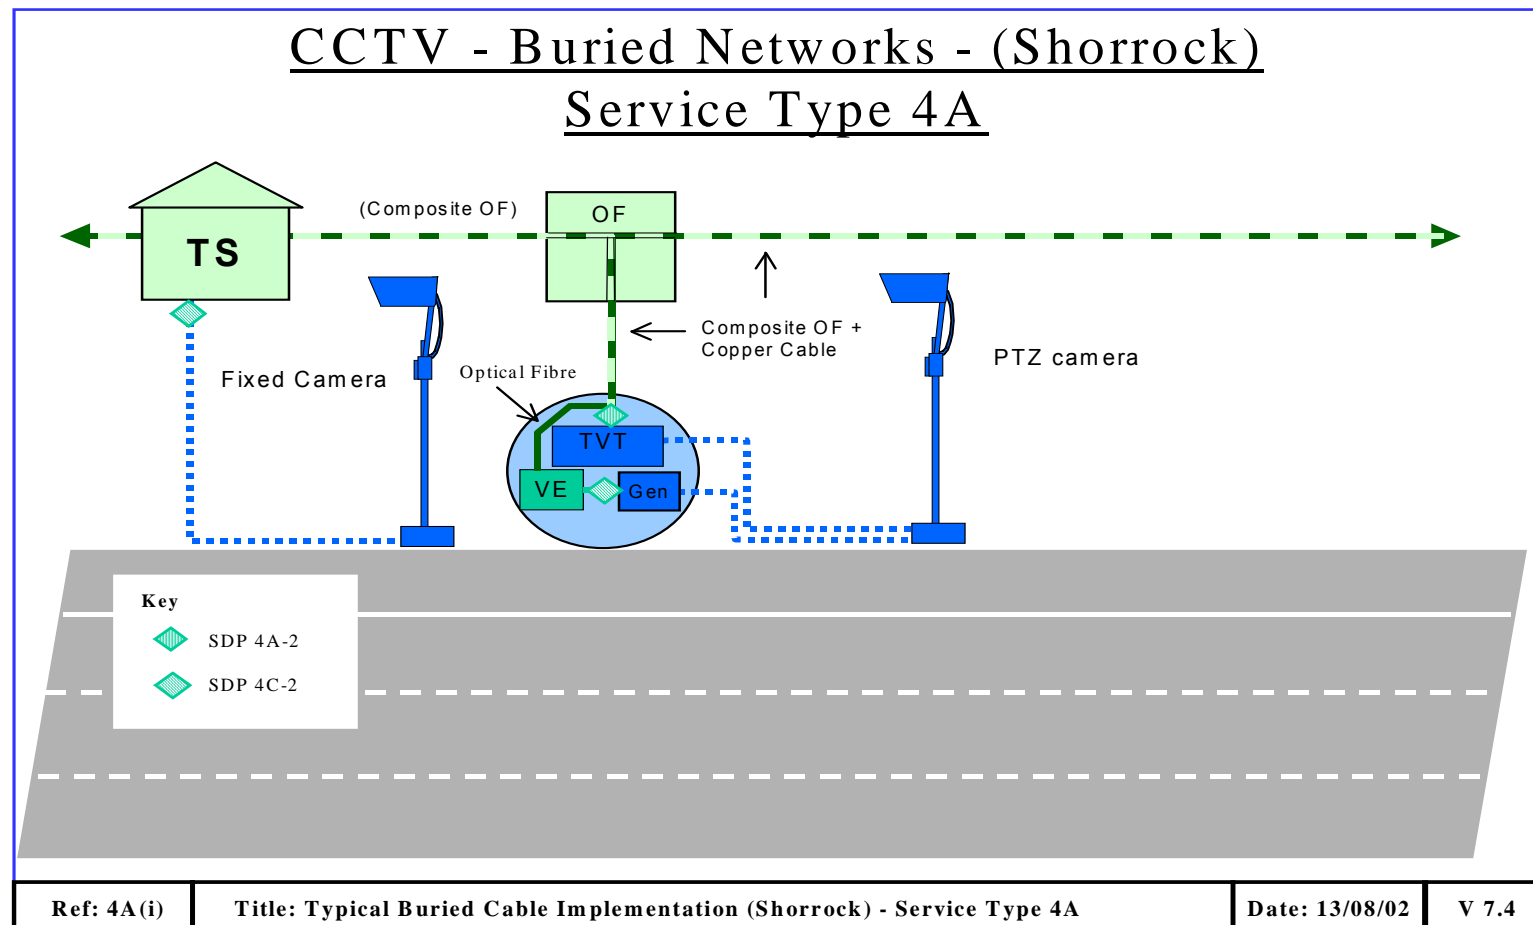 CCTV - Buried Networks - (Shorrock)
Service Type 4A
(Composite OF)
OF
TS
Composite OF +
Copper Cable
PTZ camera
Fixed Camera
Optical Fibre
TVT
VE
Gen
Key
SDP 4A-2
SDP 4C-2
Ref: 4A(i)
Title: Typical Buried Cable Implementation (Shorrock) - Service Type 4A
Date: 13/08/02
V 7.4